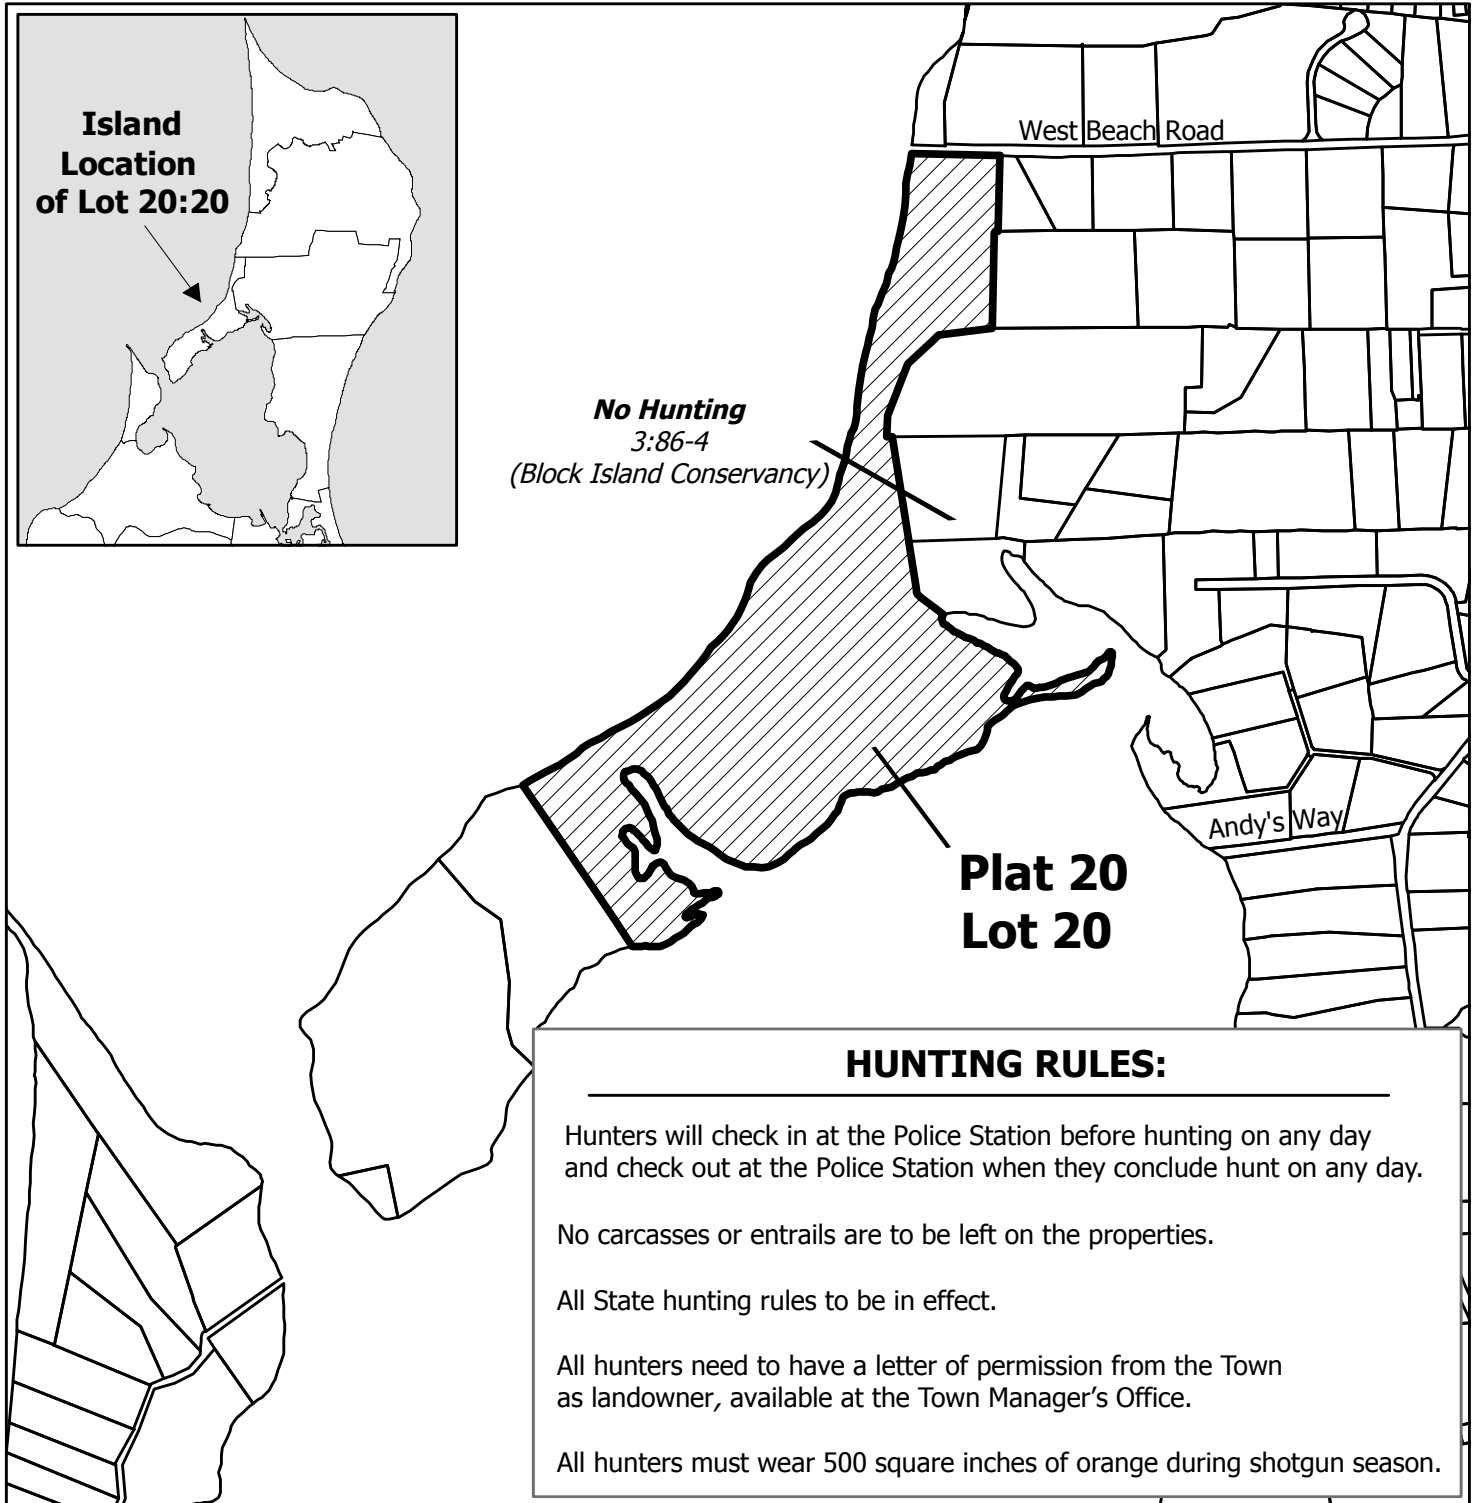 Island
Location
of Lot 20:20
West Beach Road
No Hunting
3:86-4
(Block Island Conservancy)
Andy's Way
Plat 20
Lot 20
HUNTING RULES:
Hunters will check in at the Police Station before hunting on any day
and check out at the Police Station when they conclude hunt on any day.
No carcasses or entrails are to be left on the properties.
All State hunting rules to be in effect.
All hunters need to have a letter of permission from the Town
as landowner, available at the Town Manager’s Office.
All hunters must wear 500 square inches of orange during shotgun season.